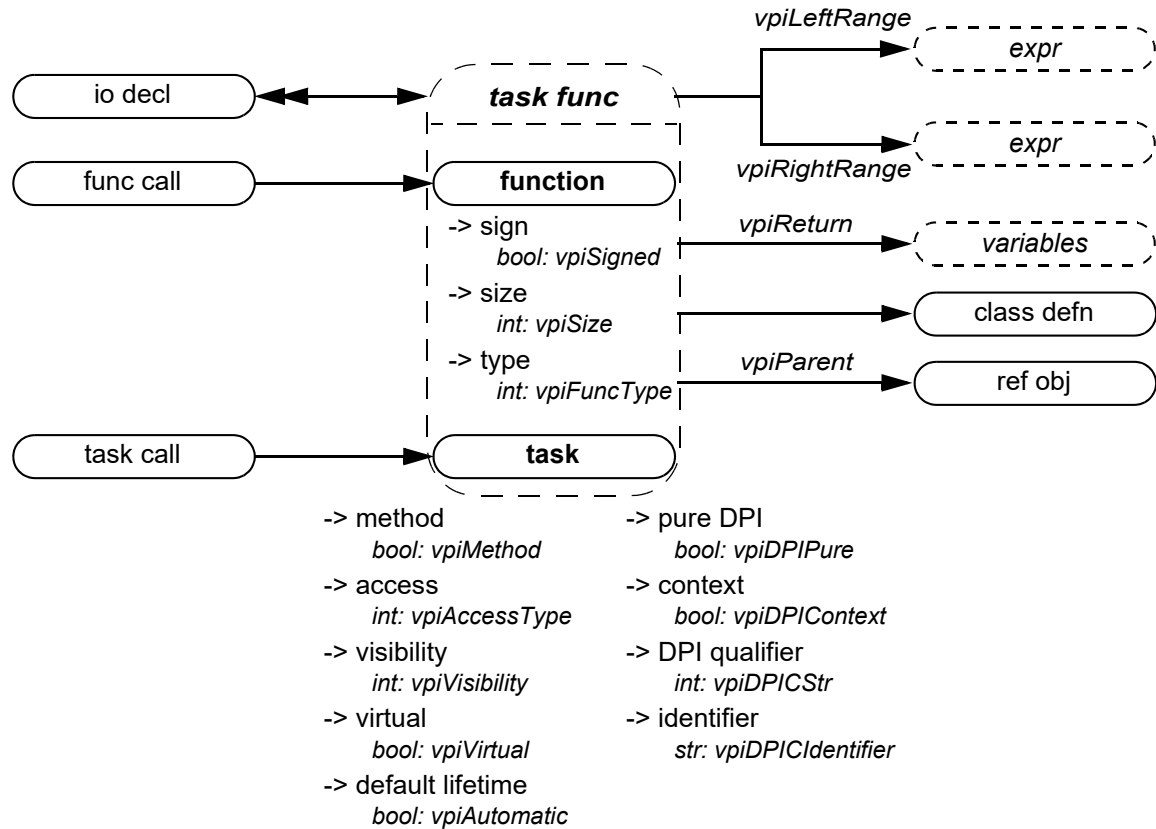 vpiLeftRange
expr
io decl
task func
expr
vpiRightRange
func call
function
-> sign
bool: vpiSigned
vpiReturn
variables
-> size
int: vpiSize
class defn
-> type
int: vpiFuncType
vpiParent
ref obj
task call
task
-> method
bool: vpiMethod
-> access
int: vpiAccessType
-> visibility
int: vpiVisibility
-> virtual
bool: vpiVirtual
-> default lifetime
bool: vpiAutomatic
-> pure DPI
bool: vpiDPIPure
-> context
bool: vpiDPIContext
-> DPI qualifier
int: vpiDPICStr
-> identifier
str: vpiDPICIdentifier